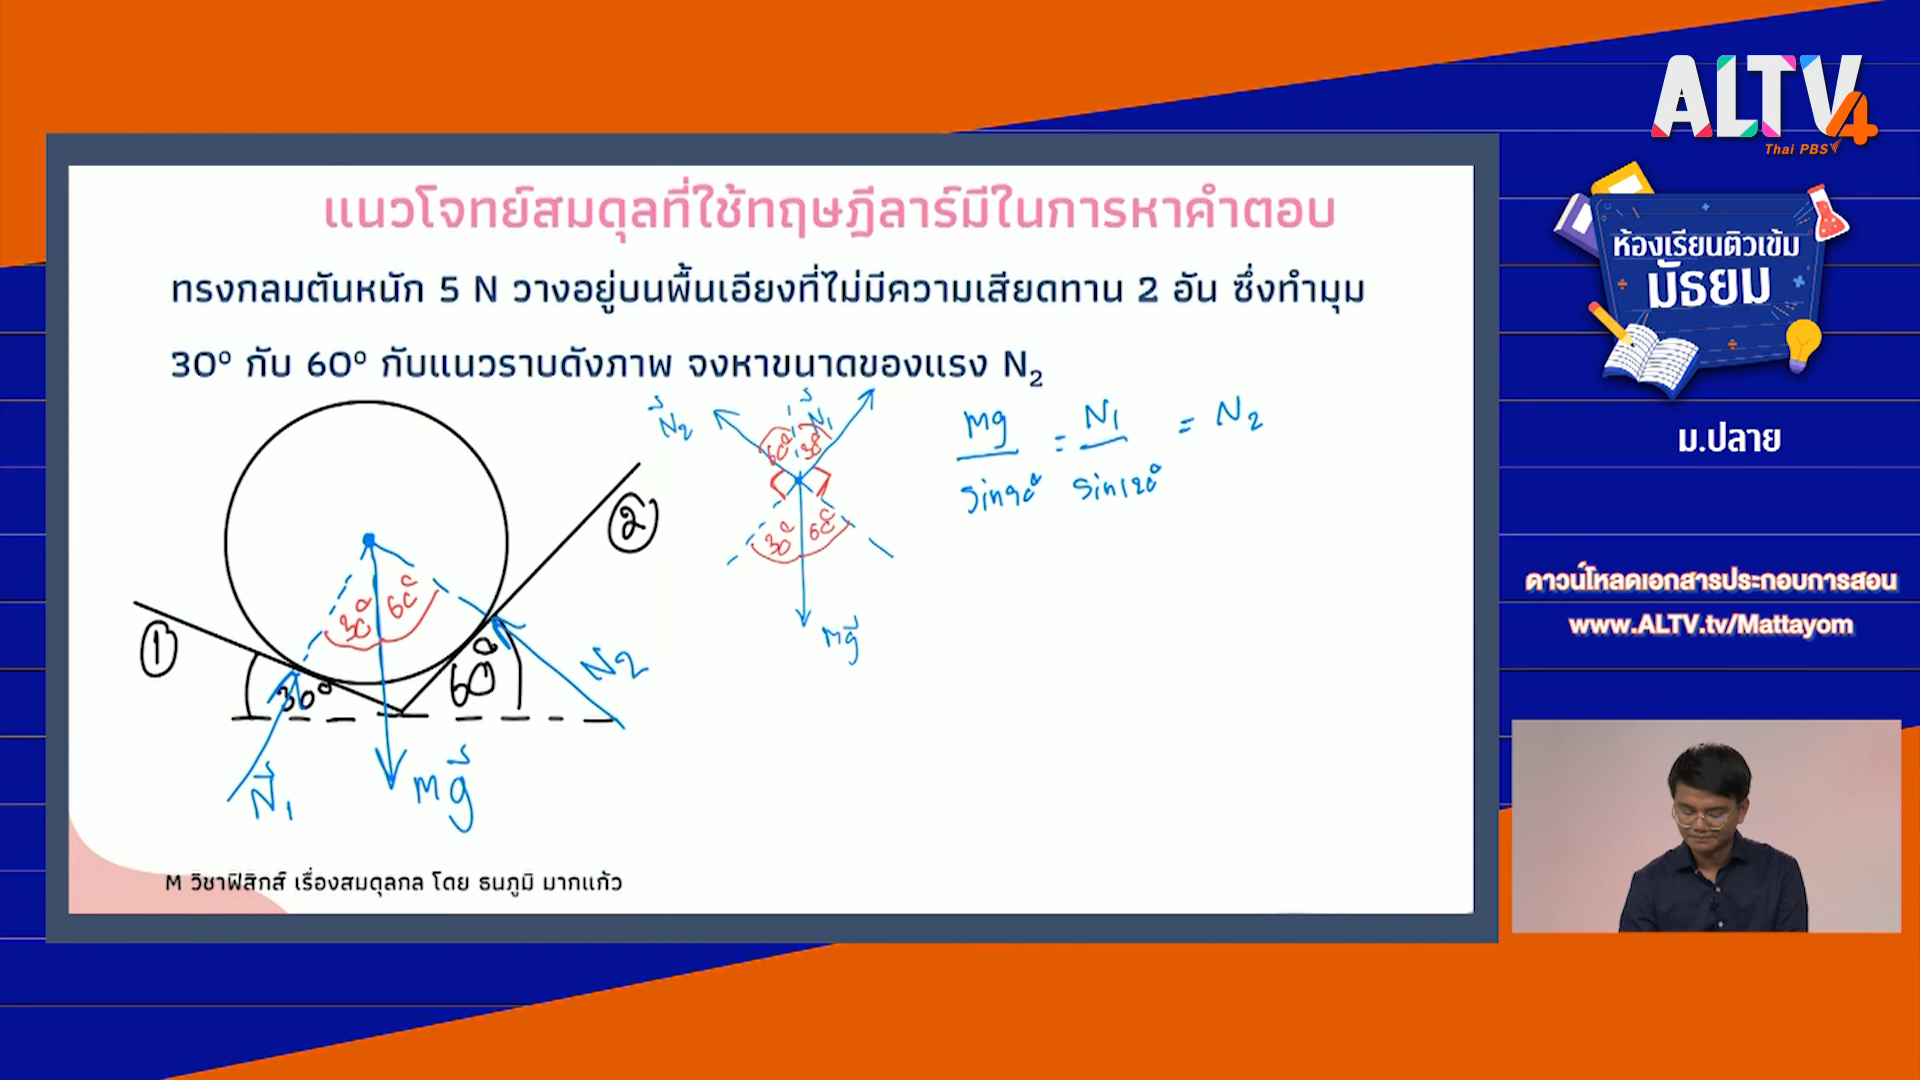 ALTV4
Thai PBS
ห้องเรียนติวเข้ม
มัธยม
ม.ปลาย
ดาวน์โหลดเอกสารประกอบการสอน
www.ALTV.tv/Mattayom
แนวโจทย์สมดุลที่ใช้ทฤษฎีลาร์มีในการหาคำตอบ
ทรงกลมตันหนัก 5 N วางอยู่บนพื้นเอียงที่ไม่มีความเสียดทาน 2 อัน ซึ่งทำมุม
30° กับ 60° กับแนวราบดังภาพ จงหาขนาดของแรง N₂
N₂ N₁
60° 30°
30° 60°
mg
mg/sin90° = N₁/sin120° = N₂
② 
30° 60°
①
30° 60°
N₂
N₁ mg
M วิชาฟิสิกส์ เรื่องสมดุลกล โดย ธนภูมิ มากแก้ว